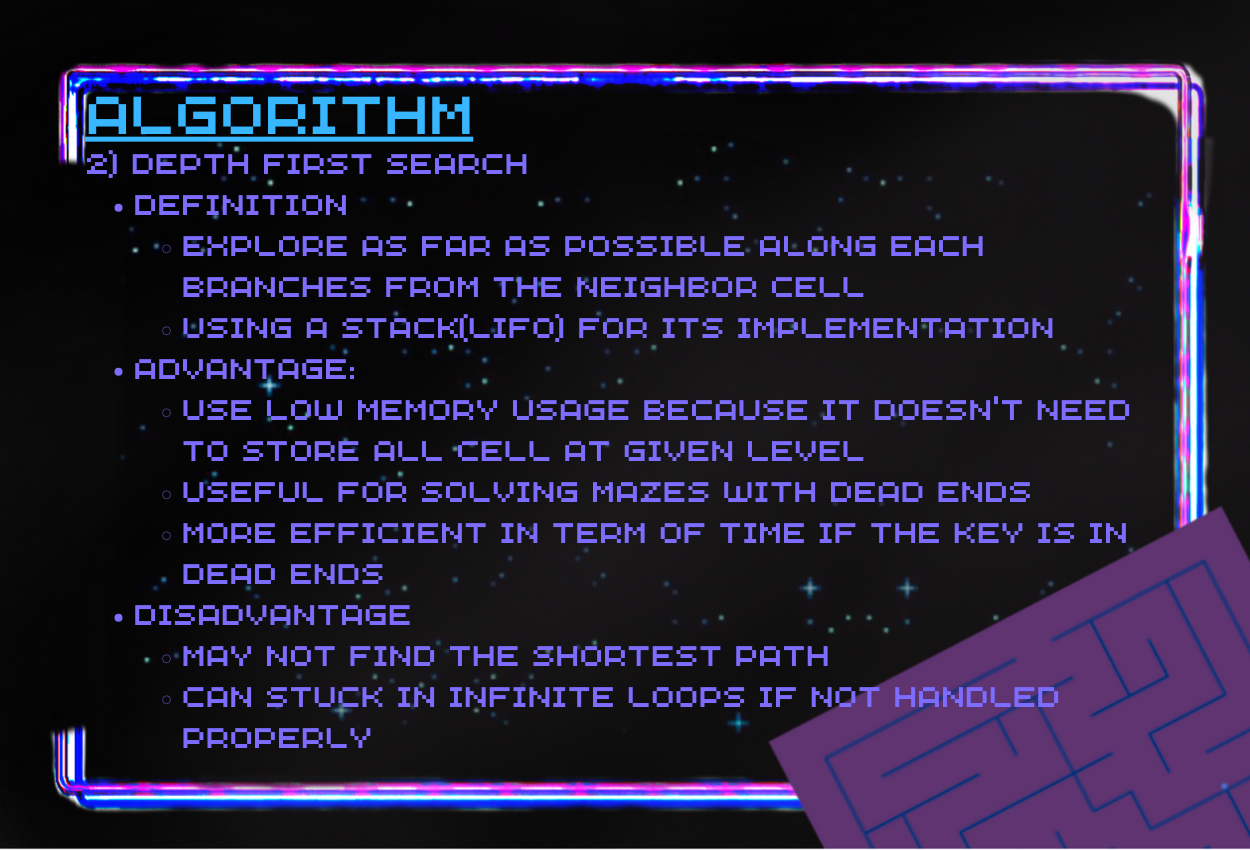 ALGORITHM
2) DEPTH FIRST SEARCH
• DEFINITION
○ EXPLORE AS FAR AS POSSIBLE ALONG EACH
BRANCHES FROM THE NEIGHBOR CELL
○ USING A STACK(LIFO) FOR ITS IMPLEMENTATION
• ADVANTAGE:
○ USE LOW MEMORY USAGE BECAUSE IT DOESN'T NEED
TO STORE ALL CELL AT GIVEN LEVEL
○ USEFUL FOR SOLVING MAZES WITH DEAD ENDS
○ MORE EFFICIENT IN TERM OF TIME IF THE KEY IS IN
DEAD ENDS
• DISADVANTAGE
○ MAY NOT FIND THE SHORTEST PATH
○ CAN STUCK IN INFINITE LOOPS IF NOT HANDLED
PROPERLY